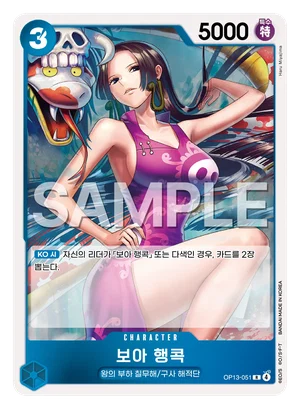 3
5000
특수
特
SAMPLE
KO 시 자신의 리더가 「보아 행콕」 또는 다색인 경우, 카드를 2장
뽑는다.
CHARACTER
보아 행콕
왕의 부하 칠무해/구사 해적단
OP13-051 R
BANDAI MADE IN KOREA